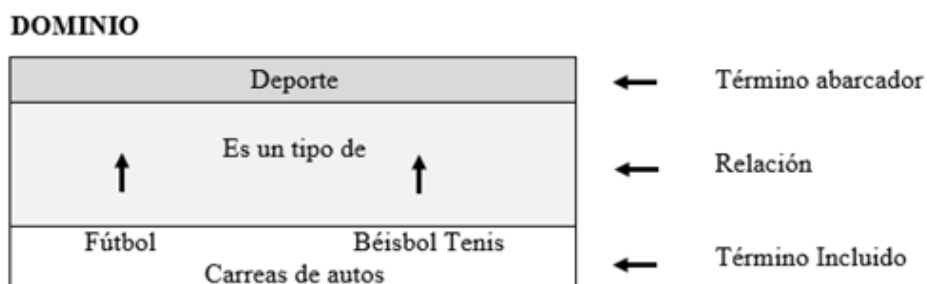 DOMINIO
Deporte
Término abarcador
Es un tipo de
Relación
Fútbol
Béisbol Tenis
Término Incluido
Carreas de autos